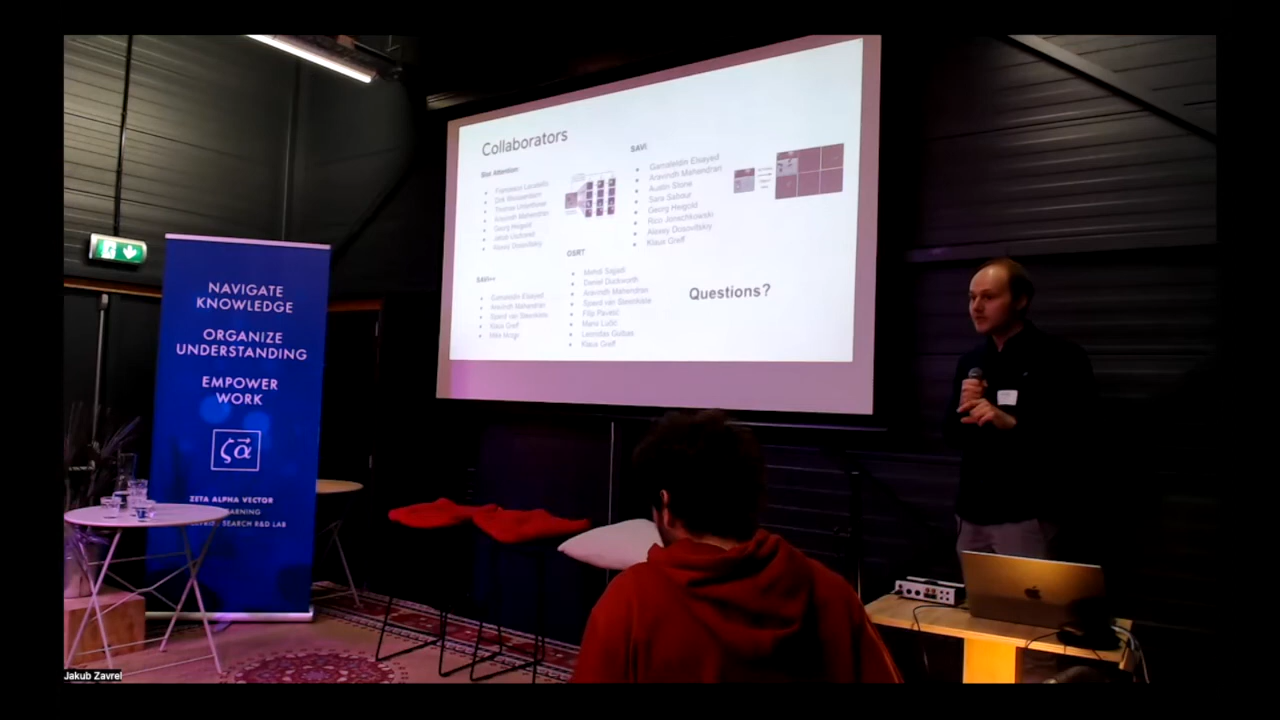 NAVIGATE
KNOWLEDGE
ORGANIZE
UNDERSTANDING
EMPOWER
WORK
ζα
ZETA ALPHA VECTOR
SEARCH R&D LAB
Collaborators
Slot Attention
Francesco Locatello
Dirk Weissenborn
Thomas Unterthiner
Aravindh Mahendran
Georg Heigold
Jakob Uszkoreit
Alexey Dosovitskiy
SAVi
Gamaleldin Elsayed
Aravindh Mahendran
Austin Stone
Sara Sabour
Georg Heigold
Rico Jonschkowski
Alexey Dosovitskiy
Klaus Greff
SAVi++
Gamaleldin Elsayed
Aravindh Mahendran
Sjoerd van Steenkiste
Klaus Greff
Mike Mozer
OSRT
Mehdi Sajjadi
Daniel Duckworth
Aravindh Mahendran
Sjoerd van Steenkiste
Filip Pavetić
Mario Lučić
Leonidas Guibas
Klaus Greff
Questions?
Jakub Zavrel